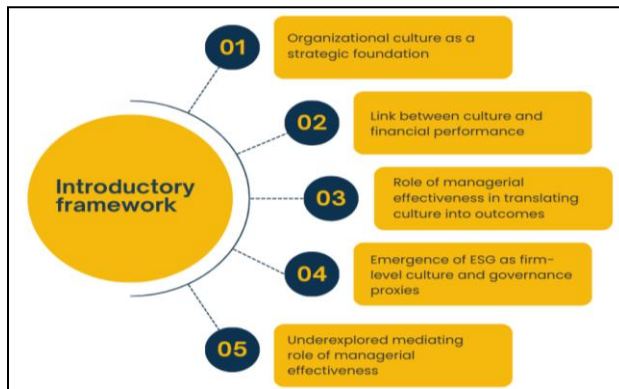 Introductory
framework
01
Organizational culture as a
strategic foundation
02
Link between culture and
financial performance
03
Role of managerial
effectiveness in translating
culture into outcomes
04
Emergence of ESG as firm-
level culture and governance
proxies
05
Underexplored mediating
role of managerial
effectiveness